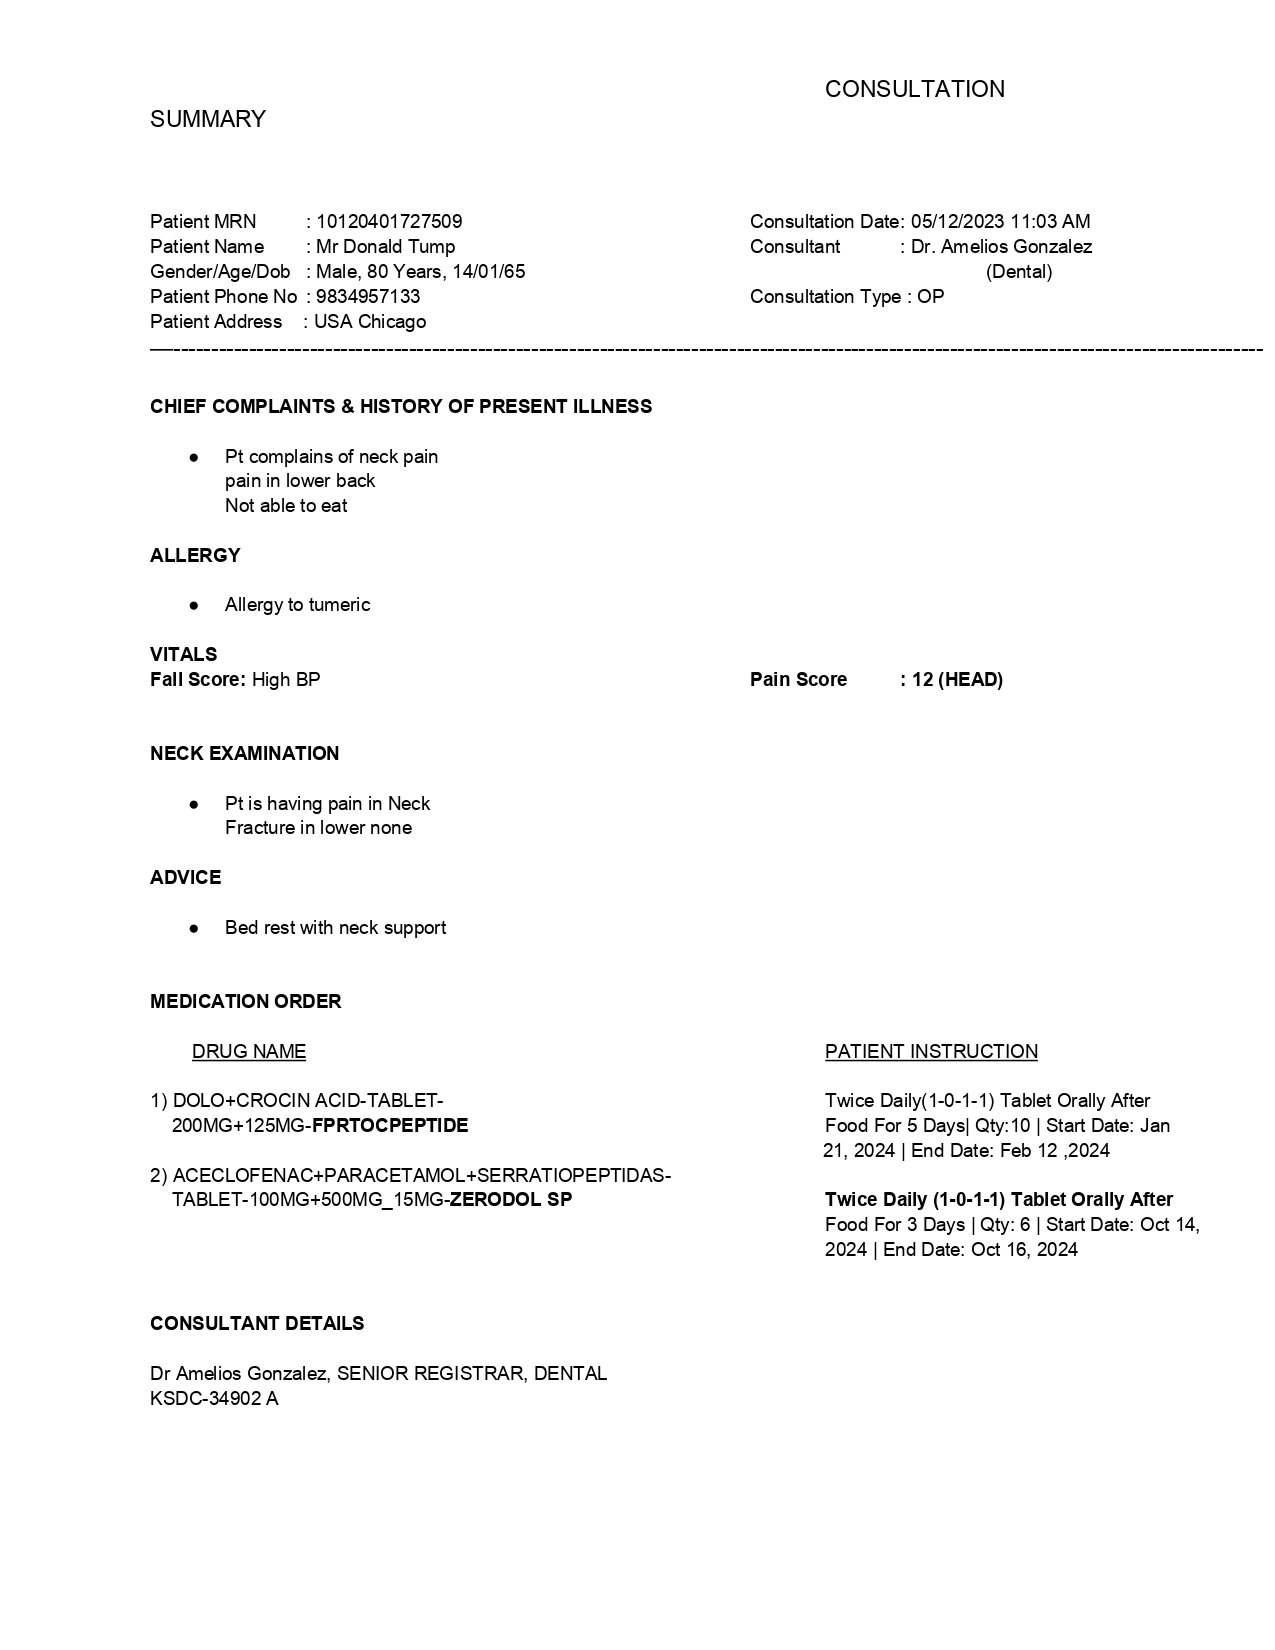 CONSULTATION
SUMMARY
Patient MRN : 10120401727509 Consultation Date: 05/12/2023 11:03 AM
Patient Name : Mr Donald Tump Consultant : Dr. Amelios Gonzalez
Gender/Age/Dob : Male, 80 Years, 14/01/65 (Dental)
Patient Phone No : 9834957133 Consultation Type : OP
Patient Address : USA Chicago
CHIEF COMPLAINTS & HISTORY OF PRESENT ILLNESS
● Pt complains of neck pain
pain in lower back
Not able to eat
ALLERGY
● Allergy to tumeric
VITALS
Fall Score: High BP Pain Score : 12 (HEAD)
NECK EXAMINATION
● Pt is having pain in Neck
Fracture in lower none
ADVICE
● Bed rest with neck support
MEDICATION ORDER
DRUG NAME PATIENT INSTRUCTION
1) DOLO+CROCIN ACID-TABLET- Twice Daily(1-0-1-1) Tablet Orally After
200MG+125MG-FPRTOCPEPTIDE Food For 5 Days| Qty:10 | Start Date: Jan
21, 2024 | End Date: Feb 12 ,2024
2) ACECLOFENAC+PARACETAMOL+SERRATIOPEPTIDAS-
TABLET-100MG+500MG_15MG-ZERODOL SP Twice Daily (1-0-1-1) Tablet Orally After
Food For 3 Days | Qty: 6 | Start Date: Oct 14,
2024 | End Date: Oct 16, 2024
CONSULTANT DETAILS
Dr Amelios Gonzalez, SENIOR REGISTRAR, DENTAL
KSDC-34902 A